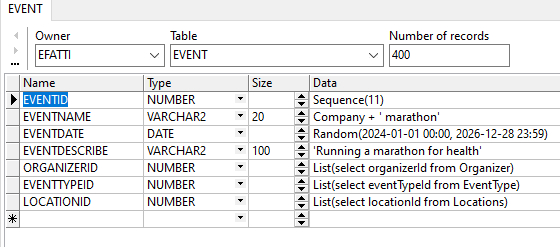 EVENT
Owner Table Number of records
EFATTI EVENT 400
Name Type Size Data
EVENTID NUMBER Sequence(11)
EVENTNAME VARCHAR2 20 Company + ' marathon'
EVENTDATE DATE Random(2024-01-01 00:00, 2026-12-28 23:59)
EVENTDESCRIBE VARCHAR2 100 'Running a marathon for health'
ORGANIZERID NUMBER List(select organizerId from Organizer)
EVENTTYPEID NUMBER List(select eventTypeId from EventType)
LOCATIONID NUMBER List(select locationId from Locations)